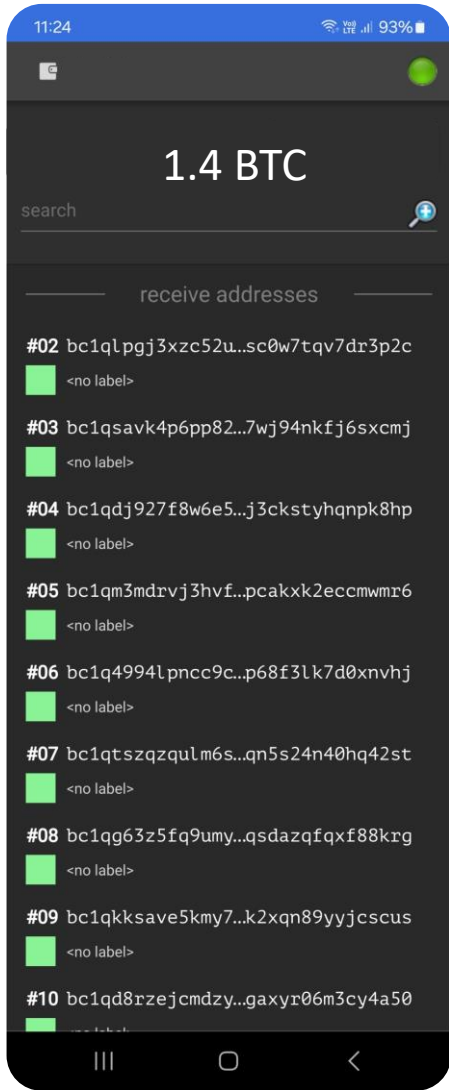 11:24 Vo)) LTE 93%
1.4 BTC
search
receive addresses
#02 bc1qlpgj3xzc52u…sc0w7tqv7dr3p2c
<no label>
#03 bc1qsavk4p6pp82…7wj94nkfj6sxcmj
<no label>
#04 bc1qdj927f8w6e5…j3ckstyhqnpk8hp
<no label>
#05 bc1qm3mdrvj3hvf…pcakxk2eccmwmr6
<no label>
#06 bc1q4994lpncc9c…p68f3lk7d0xnvhj
<no label>
#07 bc1qtszqzqulm6s…qn5s24n40hq42st
<no label>
#08 bc1qg63z5fq9umy…qsdazqfqxf88krg
<no label>
#09 bc1qkksave5kmy7…k2xqn89yyjcscus
<no label>
#10 bc1qd8rzejcmdzy…gaxyr06m3cy4a50